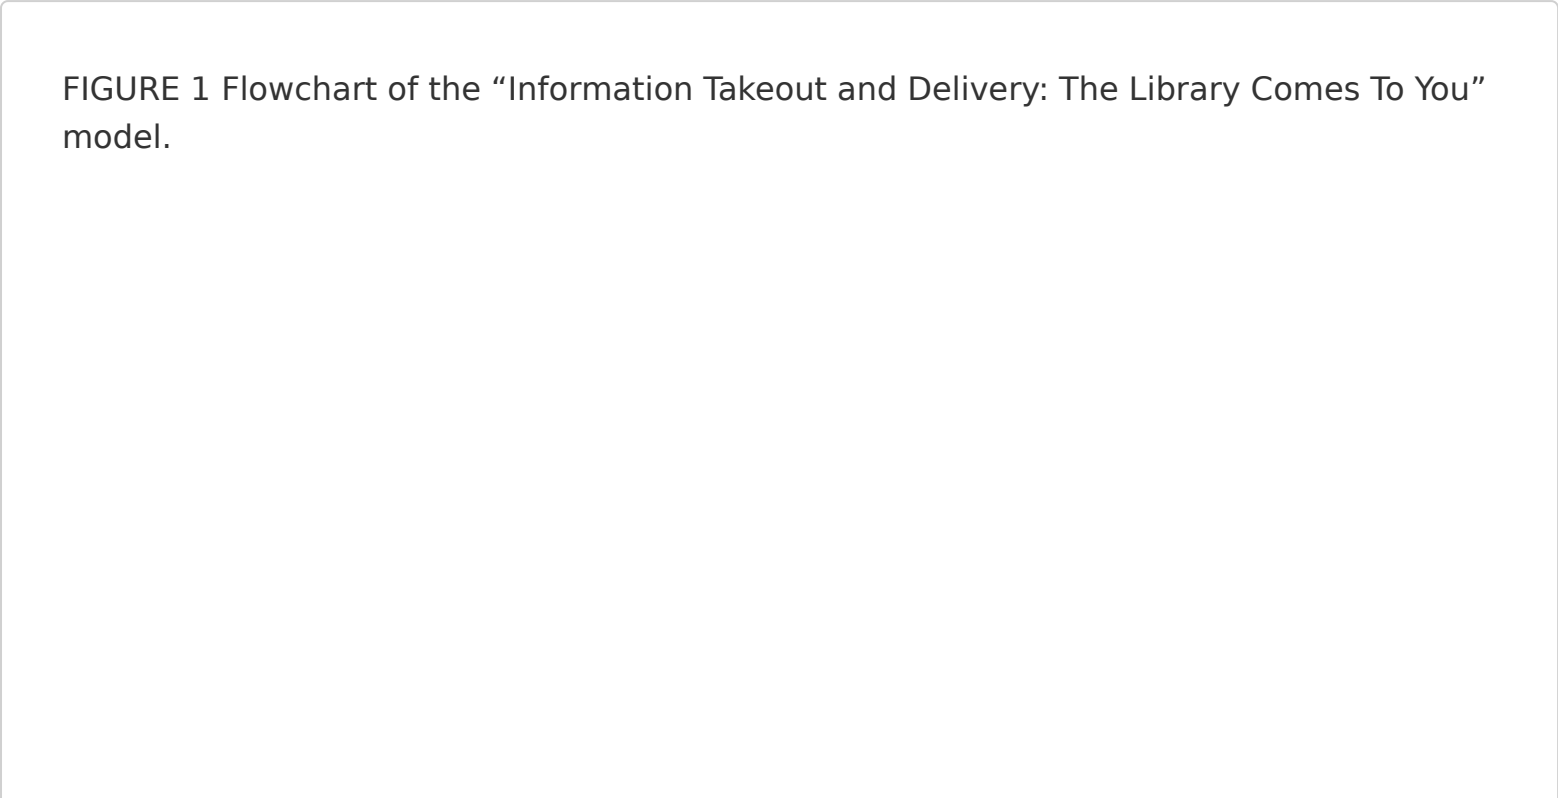 FIGURE 1 Flowchart of the “Information Takeout and Delivery: The Library Comes To You”
model.